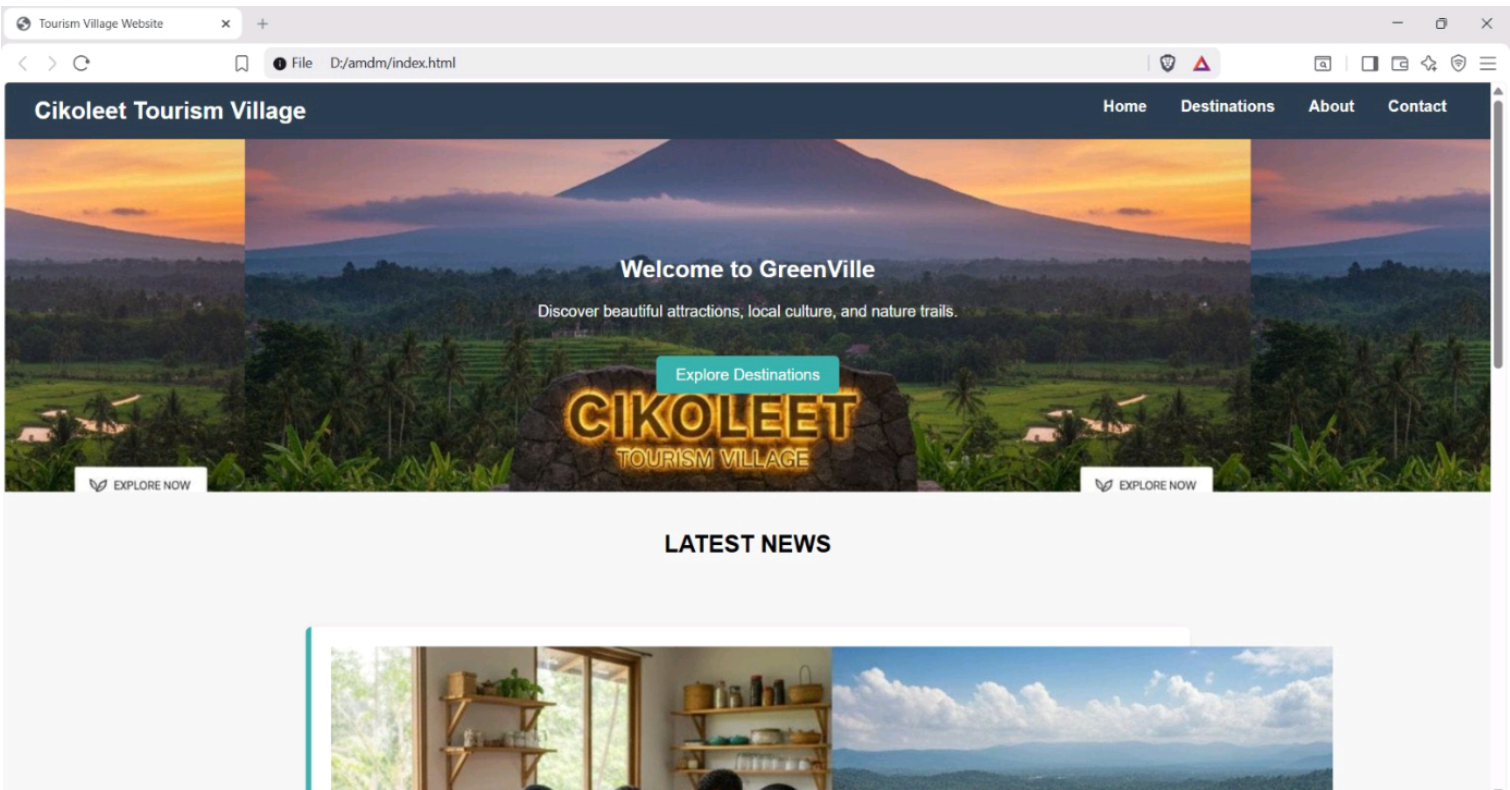 Tourism Village Website
File D:/amdm/index.html
Cikoleet Tourism Village
Home Destinations About Contact
Welcome to GreenVille
Discover beautiful attractions, local culture, and nature trails.
Explore Destinations
CIKOLEET
TOURISM VILLAGE
EXPLORE NOW
EXPLORE NOW
LATEST NEWS